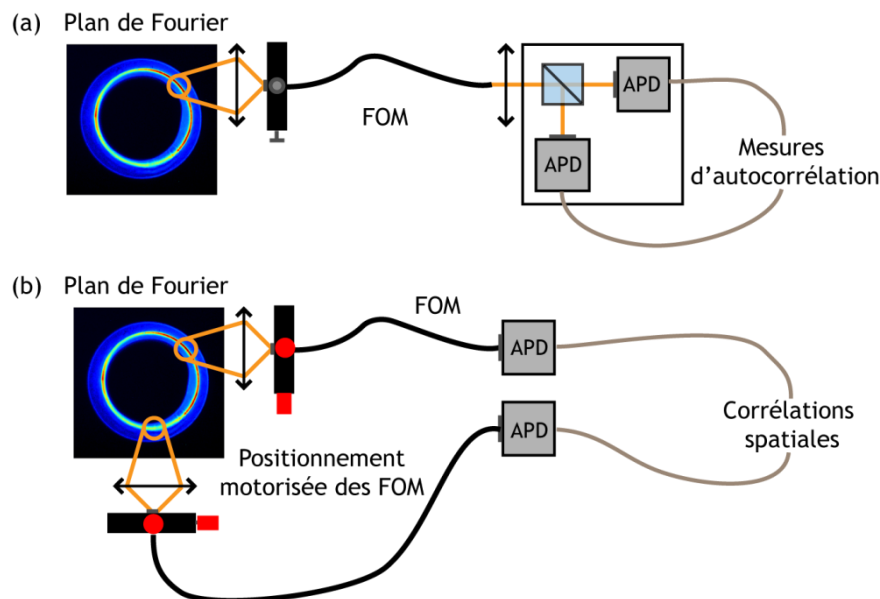 (a) Plan de Fourier
FOM
APD
APD
Mesures
d'autocorrélation
(b) Plan de Fourier
FOM
APD
APD
Corrélations
spatiales
Positionnement
motorisée des FOM